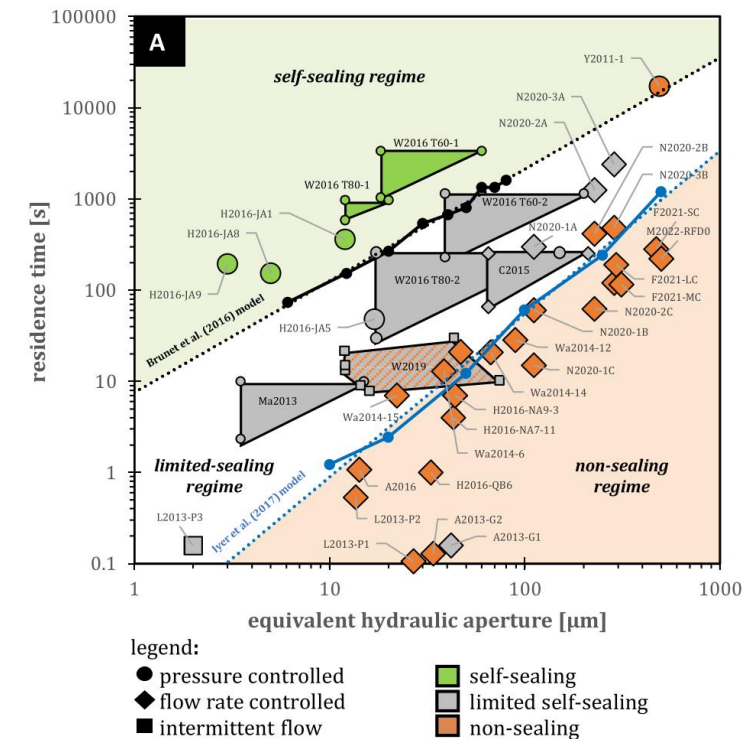 A
100000
10000
1000
100
10
1
0.1
residence time [s]
self-sealing regime
Y2011-1
N2020-3A
N2020-2A
N2020-2B
N2020-3B
F2021-SC
M2022-RFD0
W2016 T60-1
W2016 T80-1
W2016 T60-2
H2016-JA1
H2016-JA8
H2016-JA9
N2020-1A
W2016 T80-2
C2015
F2021-LC
F2021-MC
N2020-2C
H2016-JA5
Brunet et al. (2016) model
N2020-1B
Wa2014-12
N2020-1C
W2019
Ma2013
Wa2014-14
Wa2014-15
H2016-NA9-3
H2016-NA7-11
Wa2014-6
limited-sealing
regime
non-sealing
regime
Iyer et al. (2017) model
A2016
H2016-QB6
L2013-P3
L2013-P2
A2013-G2
L2013-P1
A2013-G1
1
10
100
1000
equivalent hydraulic aperture [μm]
legend:
pressure controlled
flow rate controlled
intermittent flow
self-sealing
limited self-sealing
non-sealing